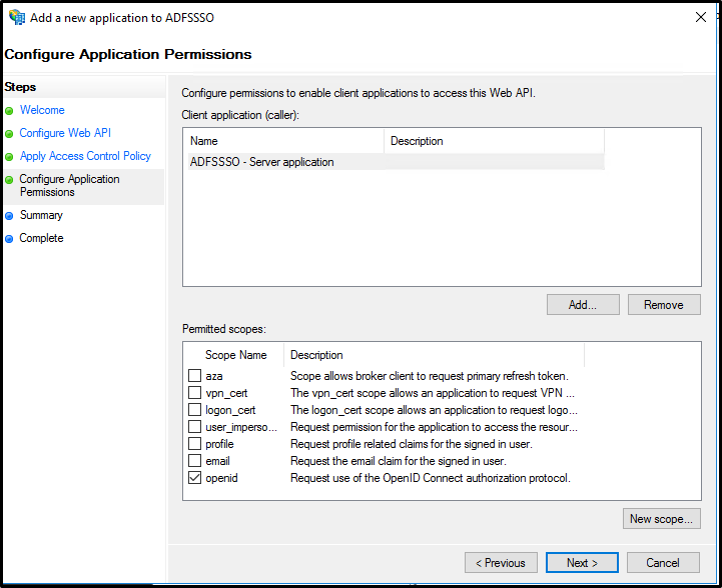 Add a new application to ADFSSSO
Configure Application Permissions
Steps
Welcome
Configure Web API
Apply Access Control Policy
Configure Application
Permissions
Summary
Complete
Configure permissions to enable client applications to access this Web API.
Client application (caller):
Name Description
ADFSSSO - Server application
Add... Remove
Permitted scopes:
Scope Name Description
aza Scope allows broker client to request primary refresh token.
vpn_cert The vpn_cert scope allows an application to request VPN ...
logon_cert The logon_cert scope allows an application to request logo...
user_imperso... Request permission for the application to access the resour...
profile Request profile related claims for the signed in user.
email Request the email claim for the signed in user.
openid Request use of the OpenID Connect authorization protocol.
New scope...
< Previous Next > Cancel